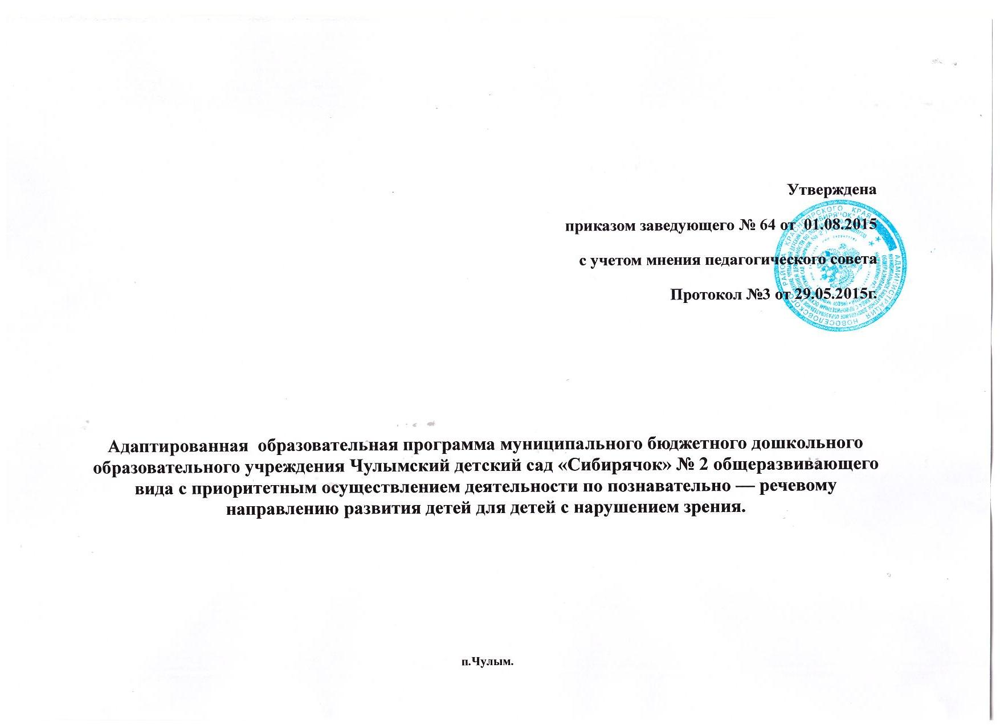 Утверждена
приказом заведующего № 64 от 01.08.2015
с учетом мнения педагогического совета
Протокол №3 от 29.05.2015г.
АДМИНИСТРАЦИЯ НОВОСЕЛОВСКОГО РАЙОНА КРАСНОЯРСКОГО КРАЯ
Адаптированная образовательная программа муниципального бюджетного дошкольного
образовательного учреждения Чулымский детский сад «Сибирячок» № 2 общеразвивающего
вида с приоритетным осуществлением деятельности по познавательно — речевому
направлению развития детей для детей с нарушением зрения.
п.Чулым.